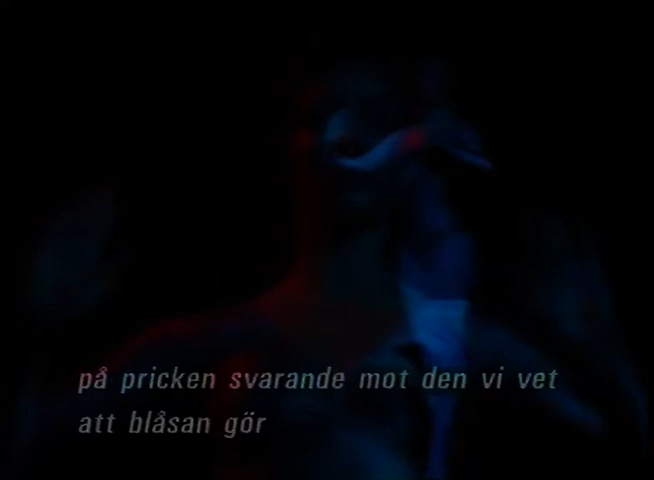 på pricken svarande mot den vi vet
att blåsan gör